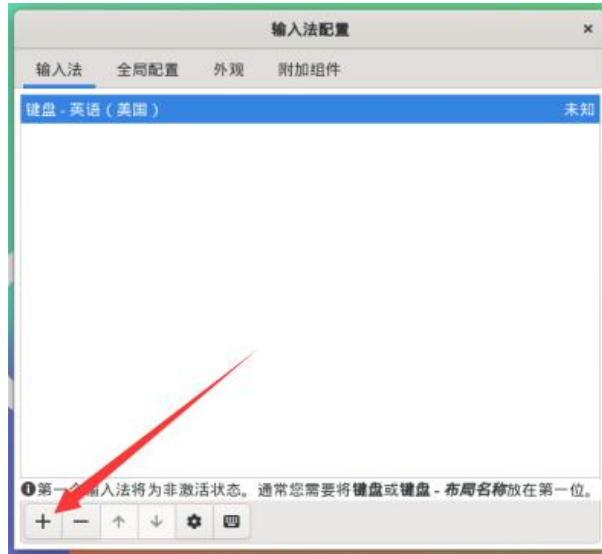 输入法配置
输入法 全局配置 外观 附加组件
键盘 - 英语（美国） 未知
第一个输入法将为非激活状态。通常您需要将键盘或键盘 - 布局名称放在第一位。